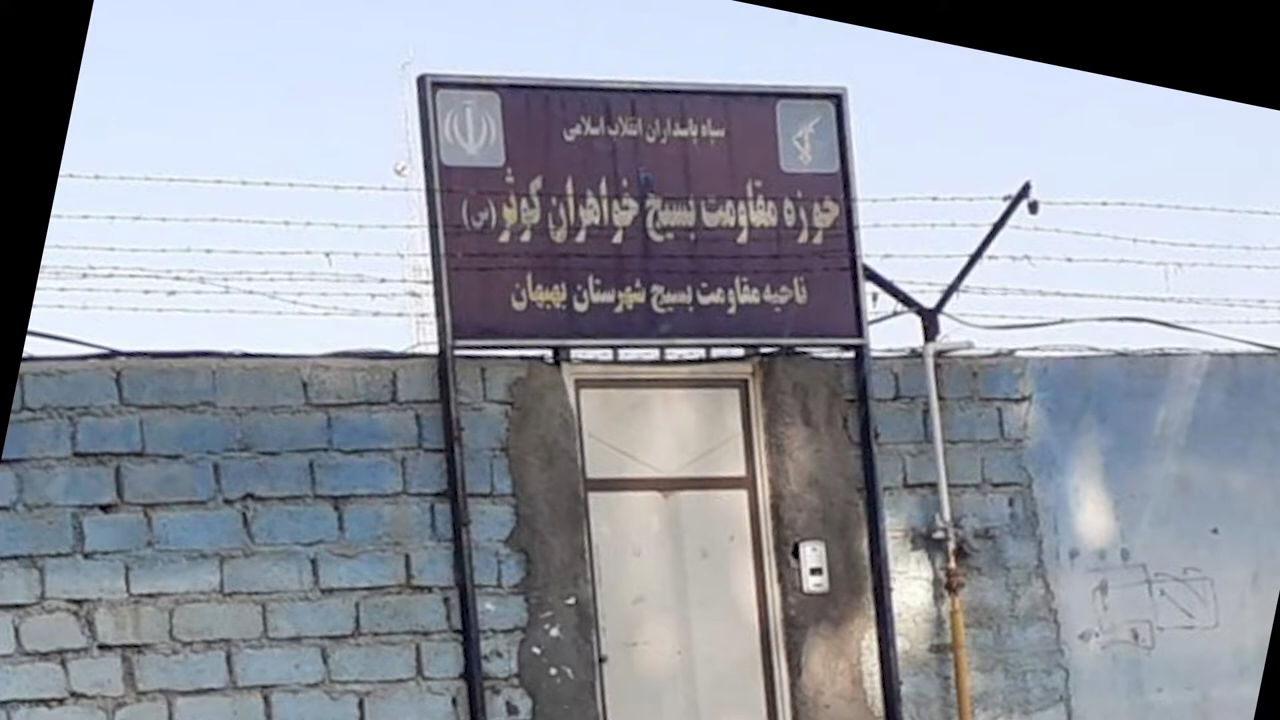 سپاه پاسداران انقلاب اسلامی
حوزه مقاومت بسیج خواهران کوثر (س)
ناحیه مقاومت بسیج شهرستان بهبهان